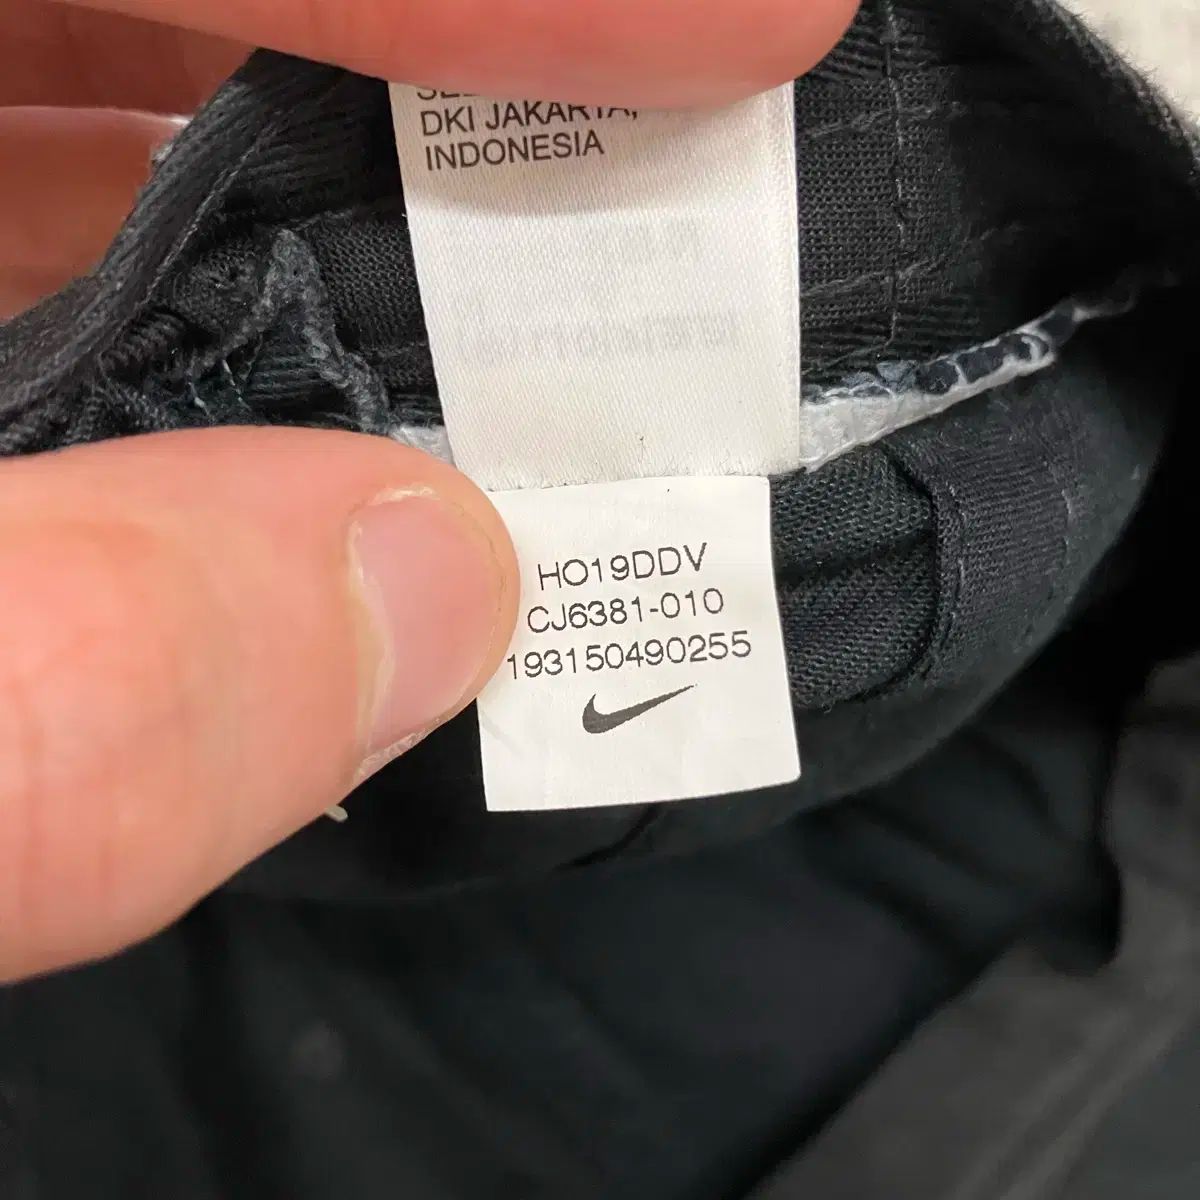 DKI JAKARTA,
INDONESIA
HO19DDV
CJ6381-010
193150490255